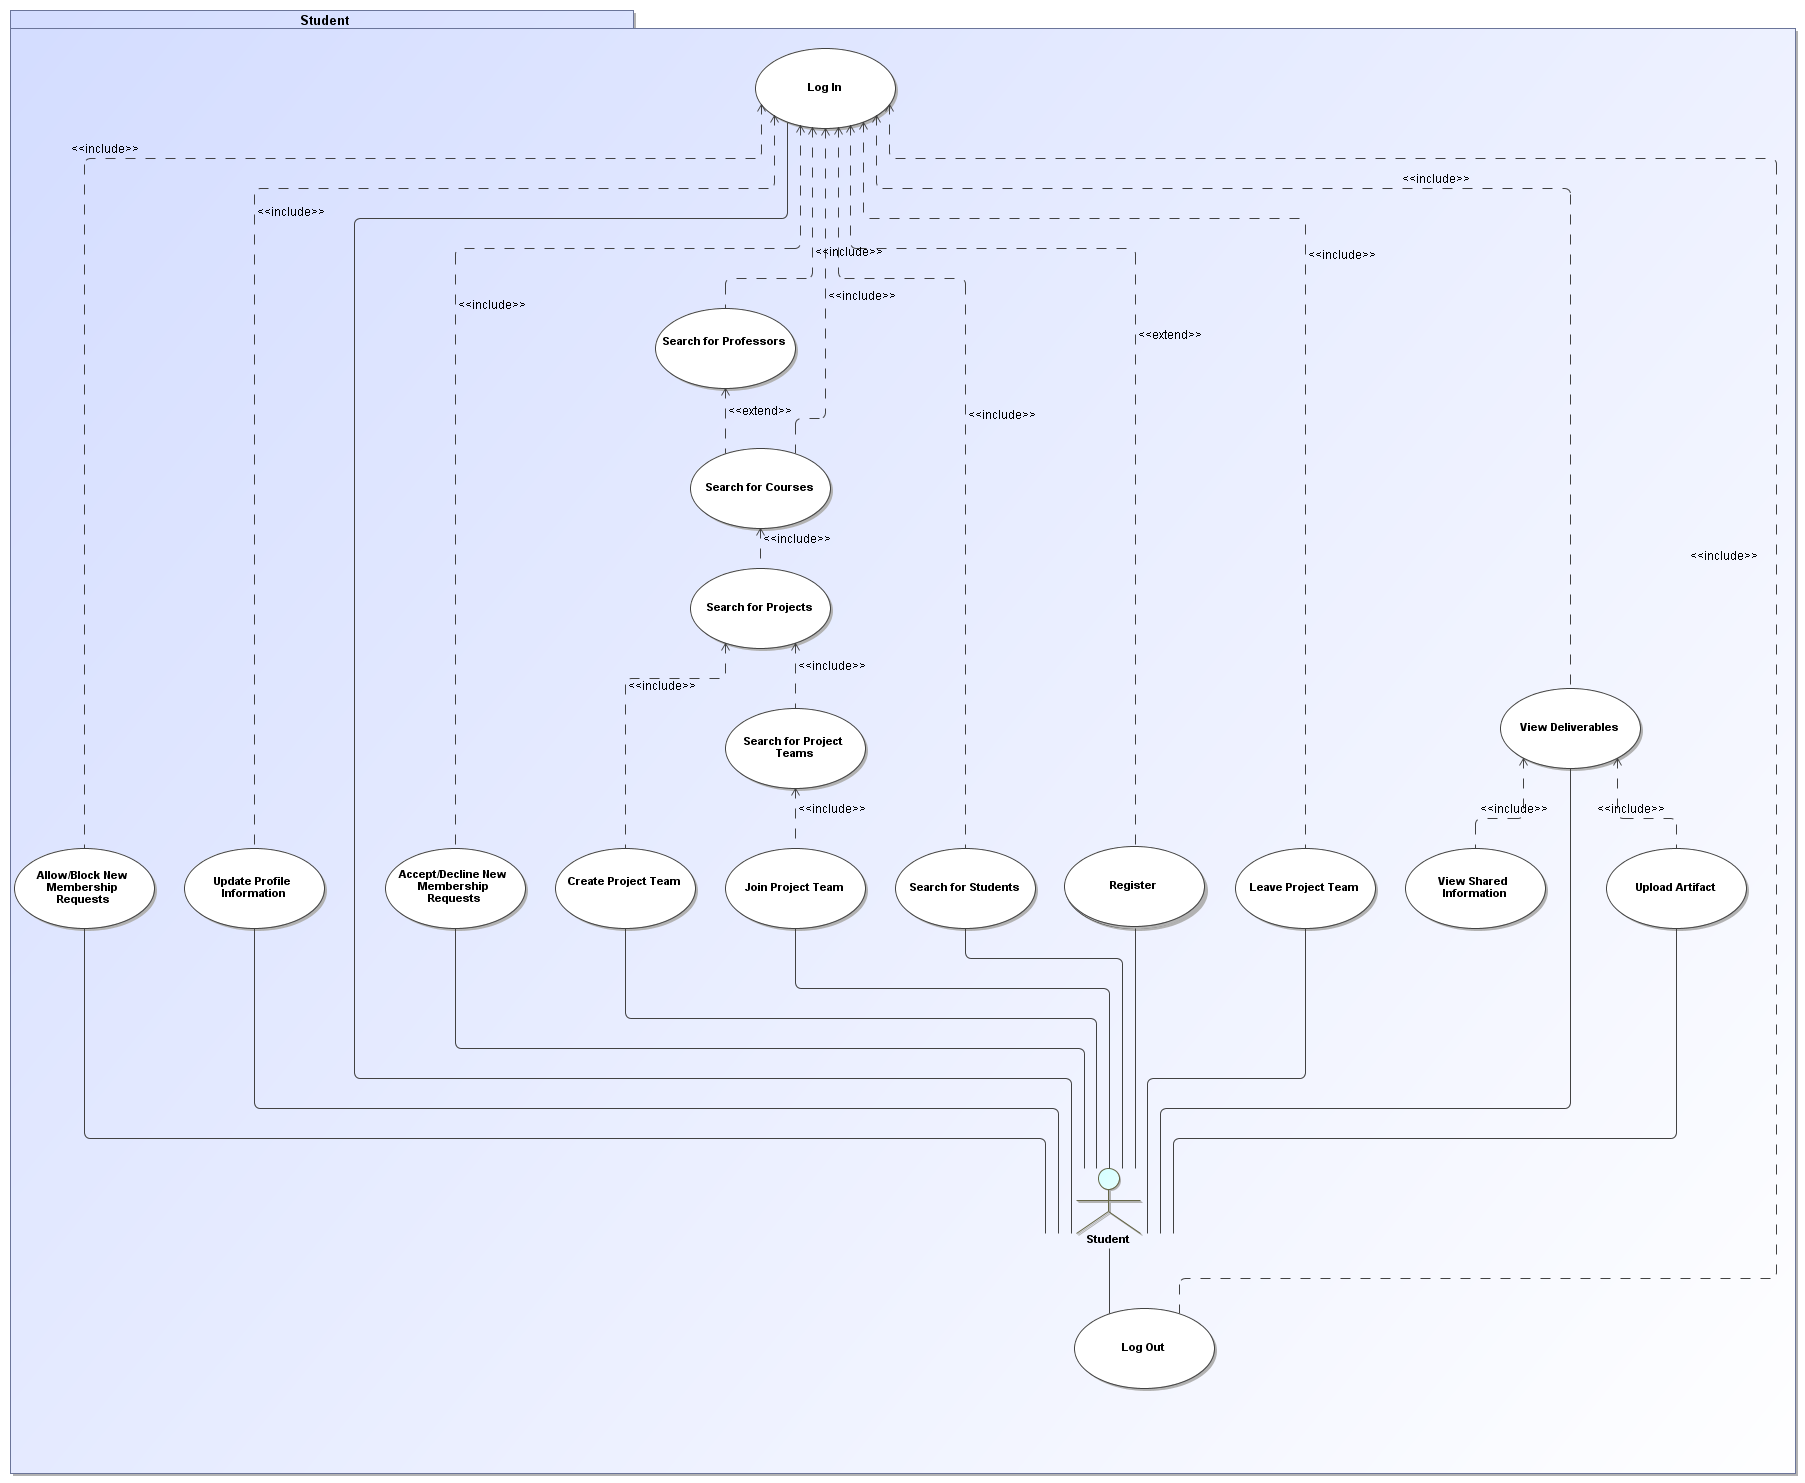 Student
Log In
<<include>>
<<include>>
<<include>>
<<include>>
<<include>>
<<include>>
<<include>>
<<extend>>
Search for Professors
<<extend>>
<<include>>
Search for Courses
<<include>>
<<include>>
Search for Projects
<<include>>
<<include>>
View Deliverables
Search for Project
Teams
<<include>>
<<include>>
<<include>>
Allow/Block New
Membership
Requests
Update Profile
Information
Accept/Decline New
Membership
Requests
Create Project Team
Join Project Team
Search for Students
Register
Leave Project Team
View Shared
Information
Upload Artifact
Student
Log Out